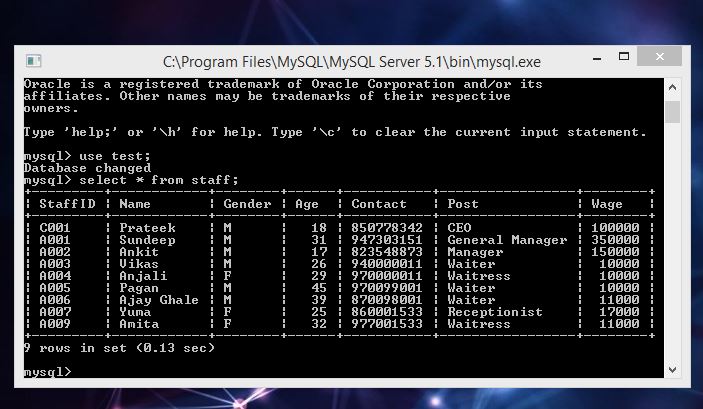 C:\Program Files\MySQL\MySQL Server 5.1\bin\mysql.exe
Oracle is a registered trademark of Oracle Corporation and/or its
affiliates. Other names may be trademarks of their respective
owners.
Type 'help;' or '\h' for help. Type '\c' to clear the current input statement.
mysql> use test;
Database changed
mysql> select * from staff;
+---------+------------+--------+------+-----------+-----------------+--------+
| StaffID | Name       | Gender | Age  | Contact   | Post            | Wage   |
+---------+------------+--------+------+-----------+-----------------+--------+
| C001    | Prateek    | M      |   18 | 850778342 | CEO             | 100000 |
| A001    | Sundeep    | M      |   31 | 947303151 | General Manager | 350000 |
| A002    | Ankit      | M      |   17 | 823548873 | Manager         | 150000 |
| A003    | Vikas      | M      |   26 | 940000011 | Waiter          |  10000 |
| A004    | Anjali     | F      |   29 | 970000011 | Waitress        |  10000 |
| A005    | Pagan      | M      |   45 | 970099001 | Waiter          |  10000 |
| A006    | Ajay Ghale | M      |   39 | 870098001 | Waiter          |  11000 |
| A007    | Yuma       | F      |   25 | 860001533 | Receptionist    |  17000 |
| A009    | Amita      | F      |   32 | 977001533 | Waitress        |  11000 |
+---------+------------+--------+------+-----------+-----------------+--------+
9 rows in set (0.13 sec)
mysql>